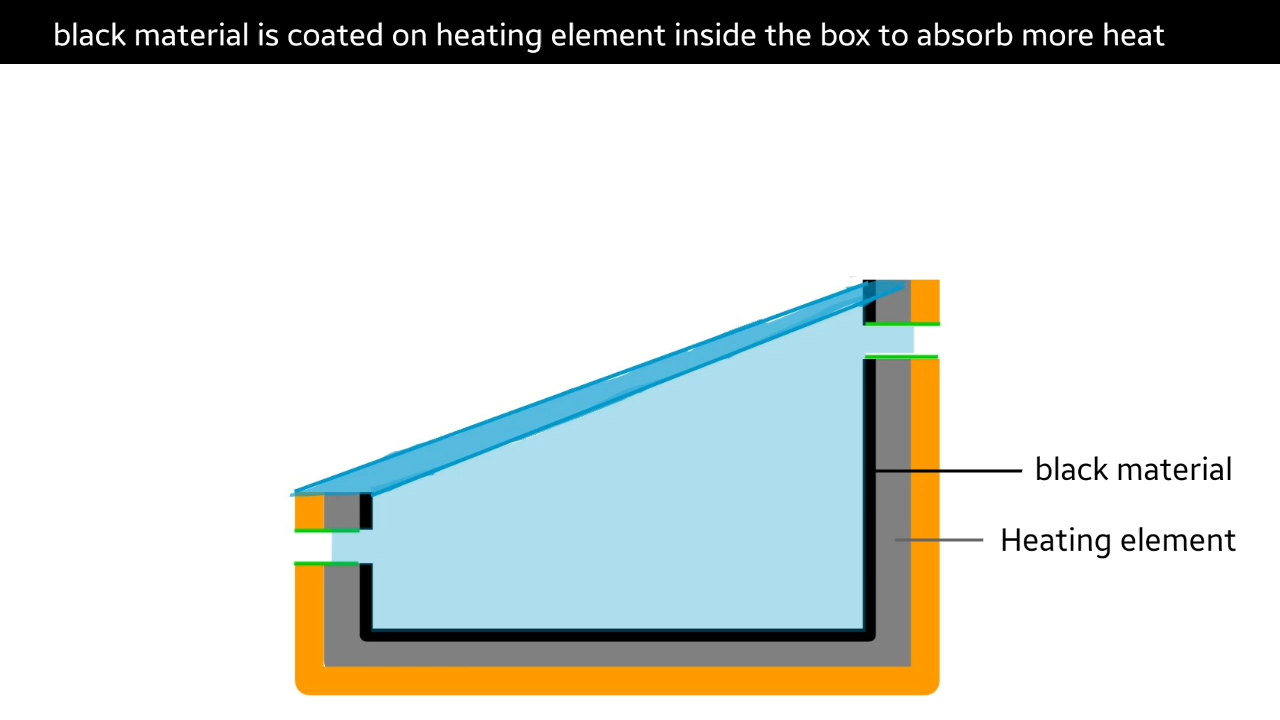 black material is coated on heating element inside the box to absorb more heat
black material
Heating element